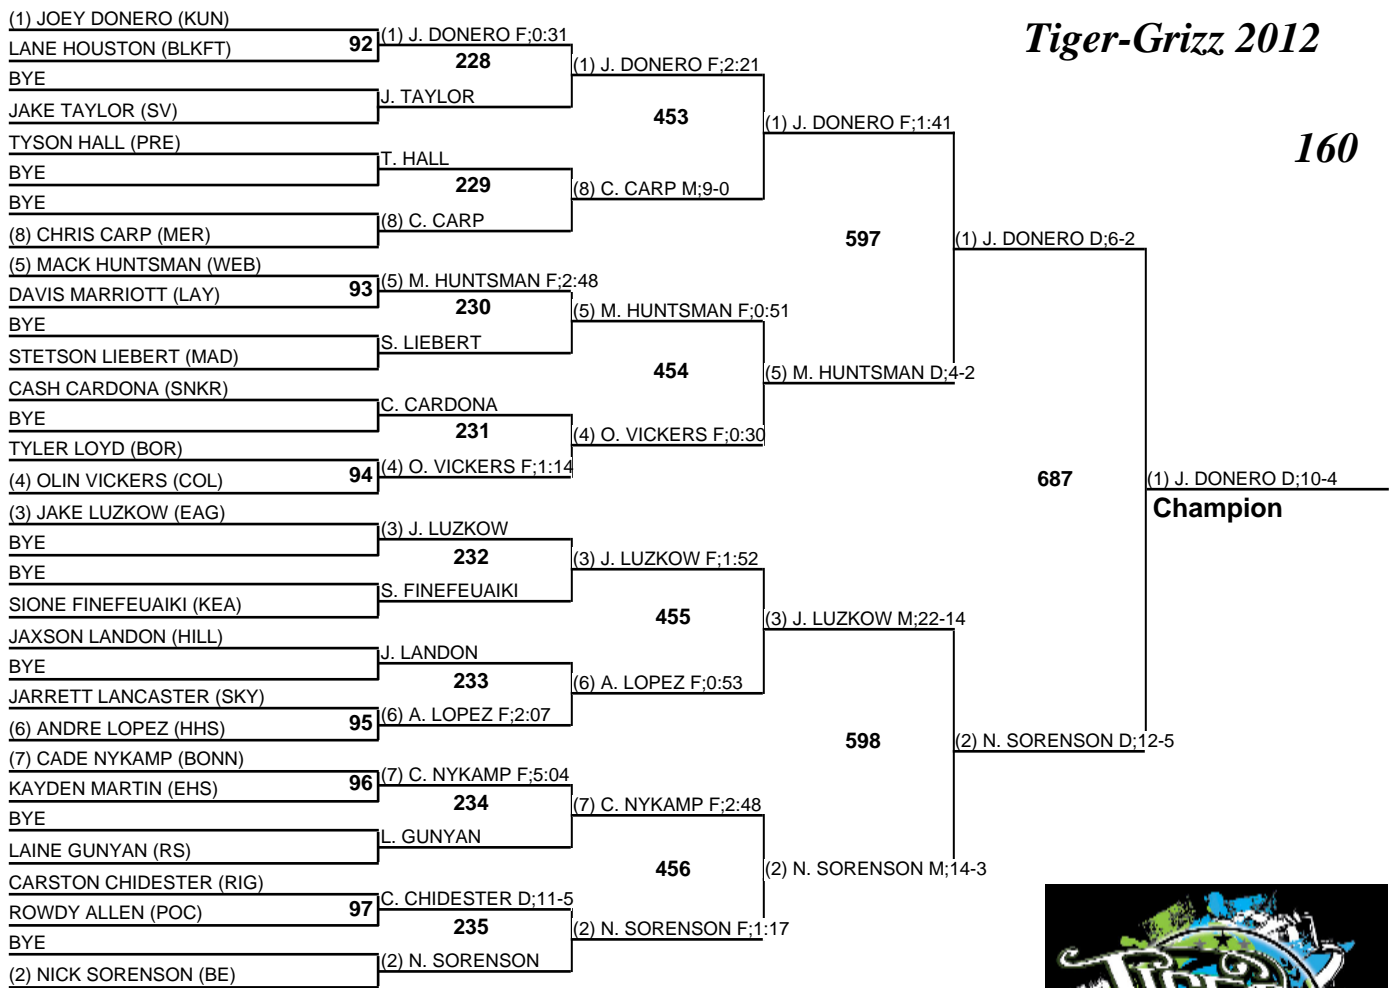 Tiger-Grizz 2012
160
(1) JOEY DONERO (KUN)
LANE HOUSTON (BLKFT)
BYE
JAKE TAYLOR (SV)
TYSON HALL (PRE)
BYE
BYE
(8) CHRIS CARP (MER)
(5) MACK HUNTSMAN (WEB)
DAVIS MARRIOTT (LAY)
BYE
STETSON LIEBERT (MAD)
CASH CARDONA (SNKR)
BYE
TYLER LOYD (BOR)
(4) OLIN VICKERS (COL)
(3) JAKE LUZKOW (EAG)
BYE
BYE
SIONE FINEFEUAIKI (KEA)
JAXSON LANDON (HILL)
BYE
JARRETT LANCASTER (SKY)
(6) ANDRE LOPEZ (HHS)
(7) CADE NYKAMP (BONN)
KAYDEN MARTIN (EHS)
BYE
LAINE GUNYAN (RS)
CARSTON CHIDESTER (RIG)
ROWDY ALLEN (POC)
BYE
(2) NICK SORENSON (BE)
92
93
94
95
96
97
(1) J. DONERO F;0:31
228
J. TAYLOR
T. HALL
229
(8) C. CARP
(5) M. HUNTSMAN F;2:48
230
S. LIEBERT
C. CARDONA
231
(4) O. VICKERS F;1:14
(3) J. LUZKOW
232
S. FINEFEUAIKI
J. LANDON
233
(6) A. LOPEZ F;2:07
(7) C. NYKAMP F;5:04
234
L. GUNYAN
C. CHIDESTER D;11-5
235
(2) N. SORENSON
(1) J. DONERO F;2:21
453
(8) C. CARP M;9-0
(5) M. HUNTSMAN F;0:51
454
(4) O. VICKERS F;0:30
(3) J. LUZKOW F;1:52
455
(6) A. LOPEZ F;0:53
(7) C. NYKAMP F;2:48
456
(2) N. SORENSON F;1:17
(1) J. DONERO F;1:41
597
(5) M. HUNTSMAN D;4-2
(3) J. LUZKOW M;22-14
598
(2) N. SORENSON M;14-3
(1) J. DONERO D;6-2
687
(2) N. SORENSON D;12-5
(1) J. DONERO D;10-4
Champion